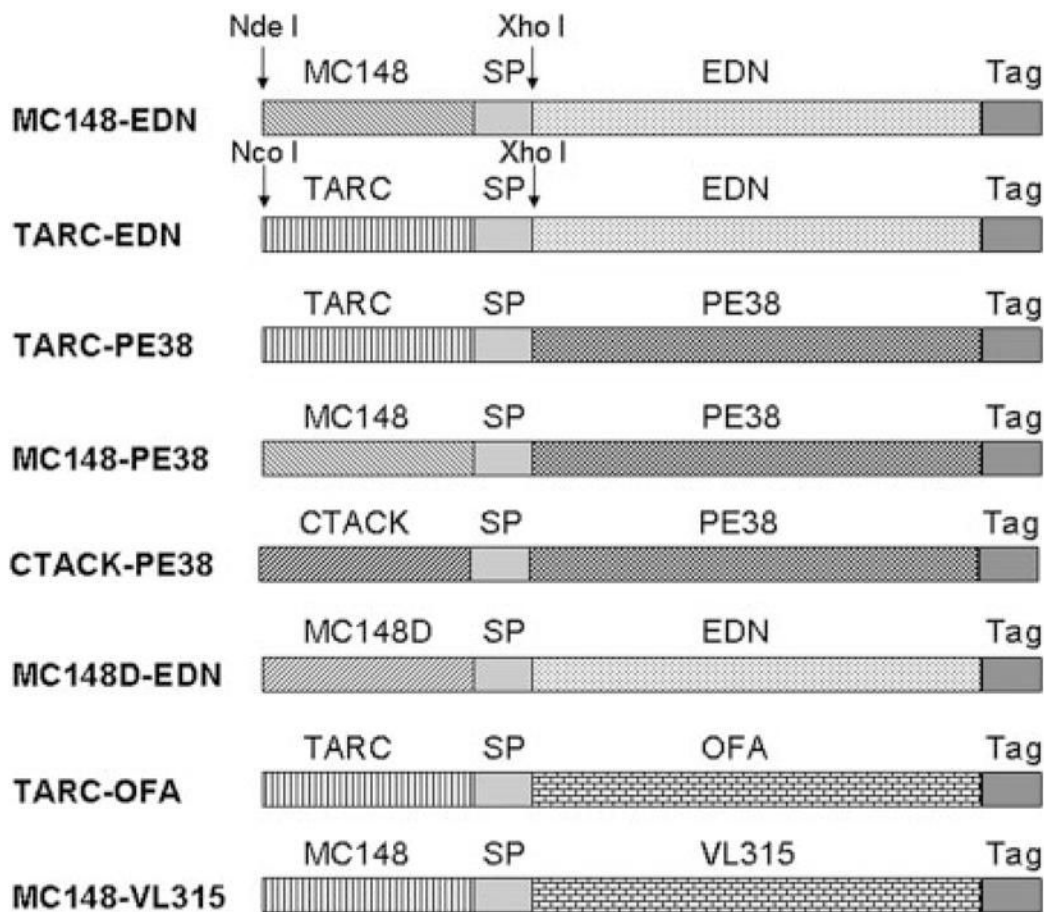 Nde I Xho I
MC148 SP EDN Tag
MC148-EDN
Nco I Xho I
TARC SP EDN Tag
TARC-EDN
TARC SP PE38 Tag
TARC-PE38
MC148 SP PE38 Tag
MC148-PE38
CTACK SP PE38 Tag
CTACK-PE38
MC148D SP EDN Tag
MC148D-EDN
TARC SP OFA Tag
TARC-OFA
MC148 SP VL315 Tag
MC148-VL315